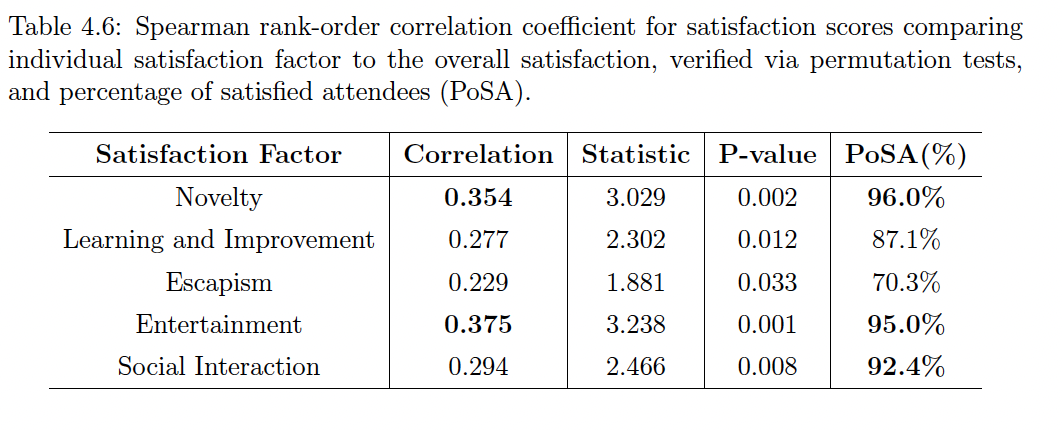 Table 4.6: Spearman rank-order correlation coefficient for satisfaction scores comparing
individual satisfaction factor to the overall satisfaction, verified via permutation tests,
and percentage of satisfied attendees (PoSA).
Satisfaction Factor Correlation Statistic P-value PoSA(%)
Novelty 0.354 3.029 0.002 96.0%
Learning and Improvement 0.277 2.302 0.012 87.1%
Escapism 0.229 1.881 0.033 70.3%
Entertainment 0.375 3.238 0.001 95.0%
Social Interaction 0.294 2.466 0.008 92.4%